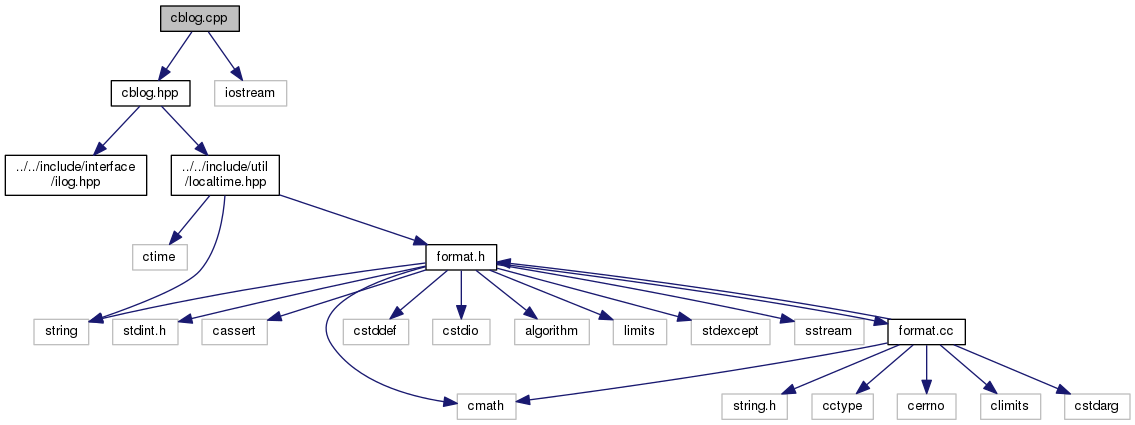 cblog.cpp
cblog.hpp
iostream
../../include/interface
/ilog.hpp
../../include/util
/localtime.hpp
ctime
format.h
string
stdint.h
cassert
cstddef
cstdio
algorithm
limits
stdexcept
sstream
format.cc
cmath
string.h
cctype
cerrno
climits
cstdarg